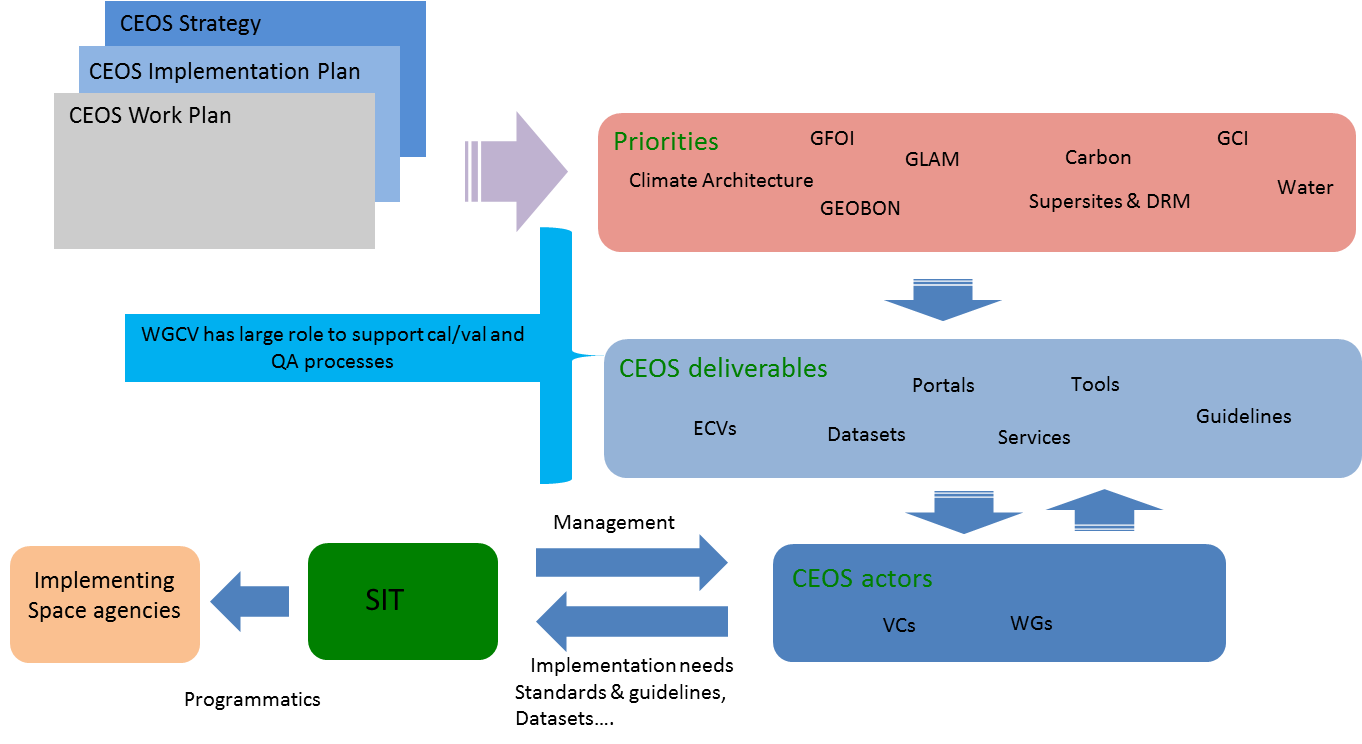 CEOS Strategy
CEOS Implementation Plan
CEOS Work Plan
Priorities
GFOI
GLAM
Carbon
GCI
Climate Architecture
GEOBON
Supersites & DRM
Water
WGCV has large role to support cal/val and
QA processes
CEOS deliverables
Portals
Tools
Guidelines
ECVs
Datasets
Services
Management
Implementing
Space agencies
SIT
CEOS actors
VCs
WGs
Programmatics
Implementation needs
Standards & guidelines,
Datasets....